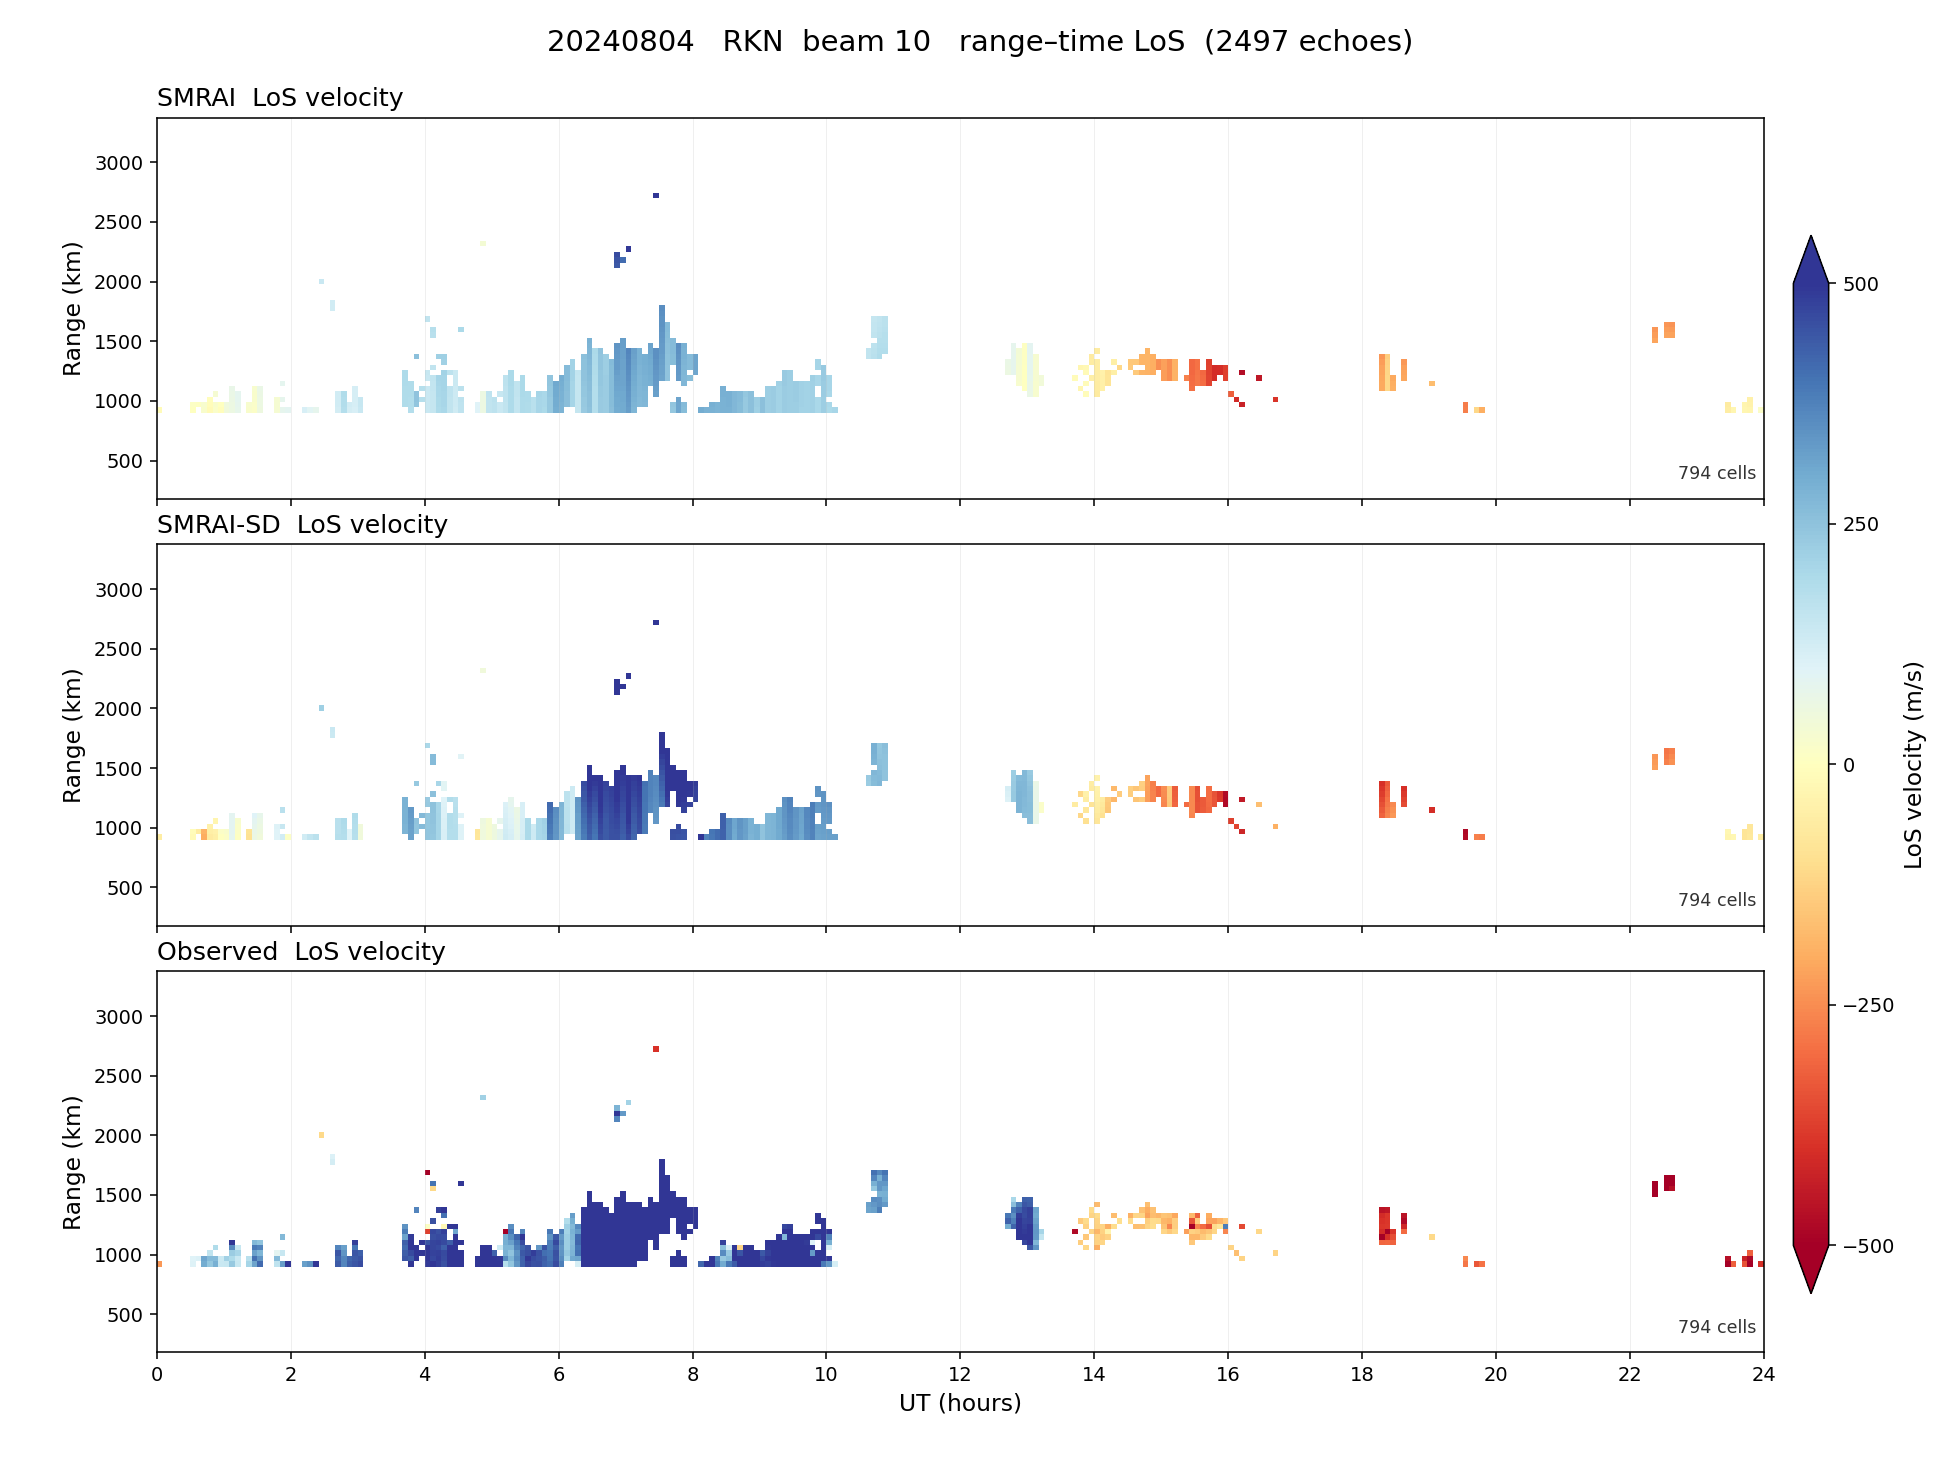 20240804   RKN  beam 10   range–time LoS  (2497 echoes)
SMRAI  LoS velocity
3000
2500
2000
1500
1000
500
Range (km)
794 cells
SMRAI-SD  LoS velocity
3000
2500
2000
1500
1000
500
Range (km)
794 cells
Observed  LoS velocity
3000
2500
2000
1500
1000
500
Range (km)
794 cells
0 2 4 6 8 10 12 14 16 18 20 22 24
UT (hours)
500
250
0
−250
−500
LoS velocity (m/s)